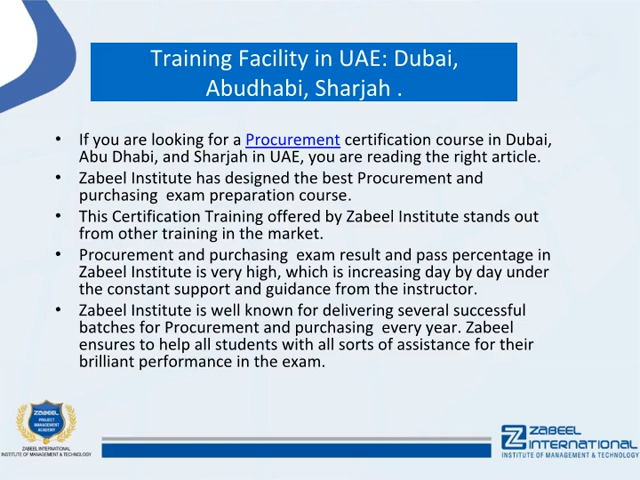 Training Facility in UAE: Dubai,
Abudhabi, Sharjah .
• If you are looking for a Procurement certification course in Dubai,
Abu Dhabi, and Sharjah in UAE, you are reading the right article.
• Zabeel Institute has designed the best Procurement and
purchasing  exam preparation course.
• This Certification Training offered by Zabeel Institute stands out
from other training in the market.
• Procurement and purchasing  exam result and pass percentage in
Zabeel Institute is very high, which is increasing day by day under
the constant support and guidance from the instructor.
• Zabeel Institute is well known for delivering several successful
batches for Procurement and purchasing  every year. Zabeel
ensures to help all students with all sorts of assistance for their
brilliant performance in the exam.
ZABEEL
PROJECT
MANAGEMENT
ACADEMY
ZABEEL INTERNATIONAL
INSTITUTE OF MANAGEMENT & TECHNOLOGY
ZABEEL
INTERNATIONAL
INSTITUTE OF MANAGEMENT & TECHNOLOGY